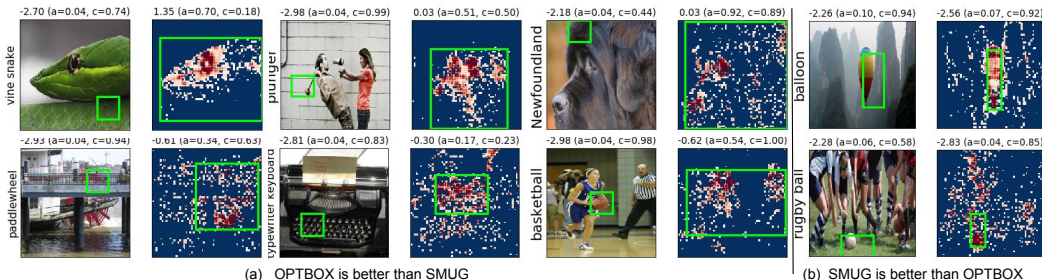 -2.70 (a=0.04, c=0.74)
1.35 (a=0.70, c=0.18)
-2.98 (a=0.04, c=0.99)
0.03 (a=0.51, c=0.50)
-2.18 (a=0.04, c=0.44)
0.03 (a=0.92, c=0.89)
-2.26 (a=0.10, c=0.94)
-2.56 (a=0.07, c=0.92)
vine snake
plunger
Newfoundland
balloon
-2.93 (a=0.04, c=0.94)
-0.61 (a=0.34, c=0.63)
-2.81 (a=0.04, c=0.83)
-0.30 (a=0.17, c=0.23)
-2.98 (a=0.04, c=0.98)
-0.62 (a=0.54, c=1.00)
-2.28 (a=0.06, c=0.58)
-2.83 (a=0.04, c=0.85)
paddlewheel
typewriter keyboard
basketball
rugby ball
(a) OPTBOX is better than SMUG
(b) SMUG is better than OPTBOX